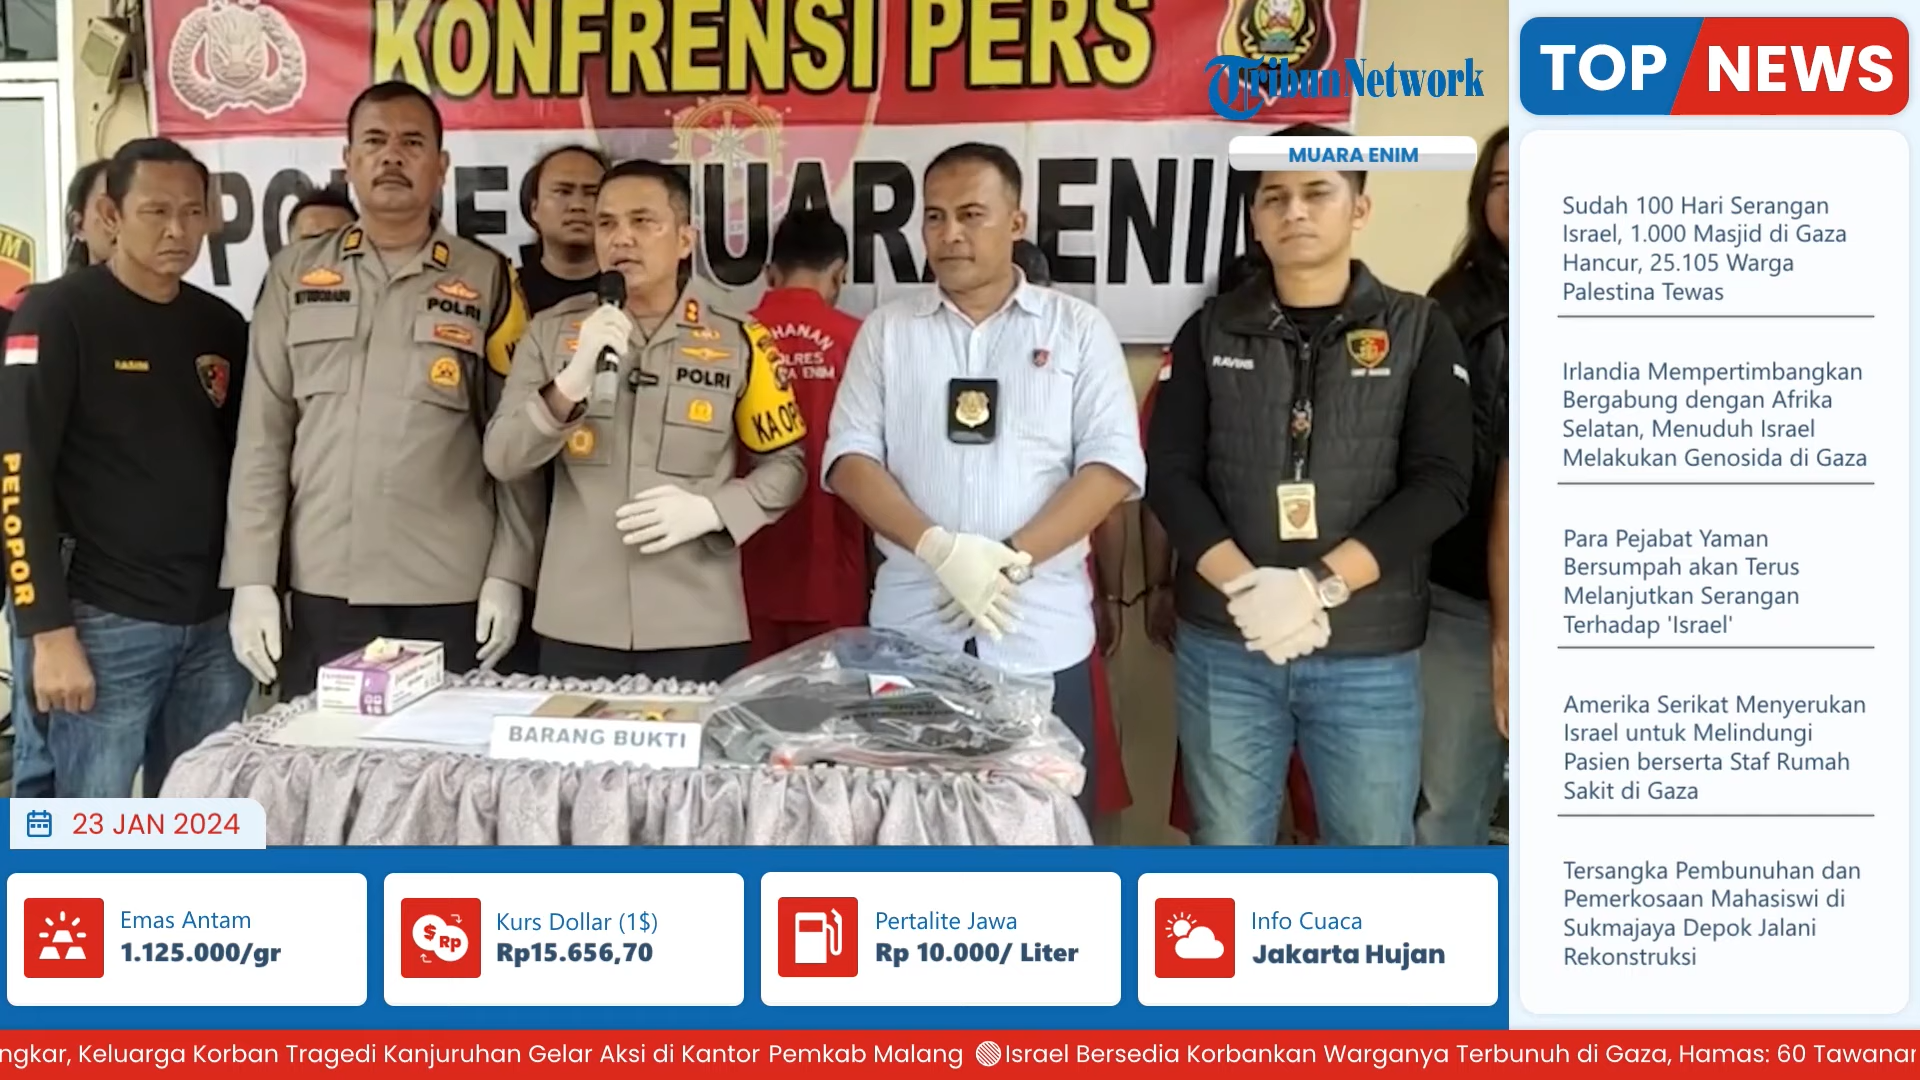 KONFRENSI PERS
Tribun Network
MUARA ENIM
POLRI
POLRI
KA OPS
HANAN
PELOPOR
RAVINS
BARANG BUKTI
23 JAN 2024
Emas Antam
1.125.000/gr
Kurs Dollar (1$)
Rp15.656,70
Pertalite Jawa
Rp 10.000/ Liter
Info Cuaca
Jakarta Hujan
TOP NEWS
Sudah 100 Hari Serangan
Israel, 1.000 Masjid di Gaza
Hancur, 25.105 Warga
Palestina Tewas
Irlandia Mempertimbangkan
Bergabung dengan Afrika
Selatan, Menuduh Israel
Melakukan Genosida di Gaza
Para Pejabat Yaman
Bersumpah akan Terus
Melanjutkan Serangan
Terhadap 'Israel'
Amerika Serikat Menyerukan
Israel untuk Melindungi
Pasien berserta Staf Rumah
Sakit di Gaza
Tersangka Pembunuhan dan
Pemerkosaan Mahasiswi di
Sukmajaya Depok Jalani
Rekonstruksi
ngkar, Keluarga Korban Tragedi Kanjuruhan Gelar Aksi di Kantor Pemkab Malang Israel Bersedia Korbankan Warganya Terbunuh di Gaza, Hamas: 60 Tawanan